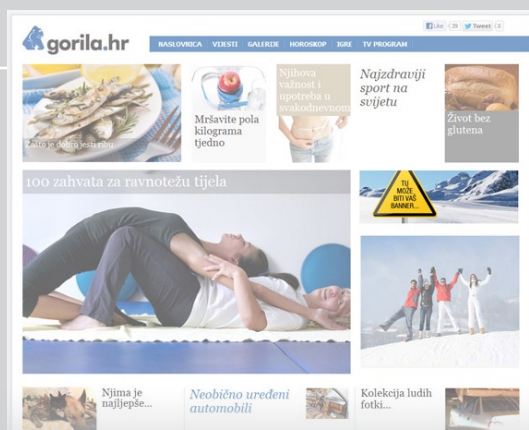 gorila.hr
Like 28 Tweet 3
NASLOVNICA VIJESTI GALERIJE HOROSKOP IGRE TV PROGRAM
Zašto je dobro jesti ribu
Mršavite pola
kilograma
tjedno
Njihova
važnost i
upotreba u
svakodnevnom
Najzdraviji
sport na
svijetu
Život bez
glutena
100 zahvata za ravnotežu tijela
TU
MOŽE
BITI VAŠ
BANNER...
Njima je
najljepše...
Neobično uređeni
automobili
Kolekcija ludih
fotki...